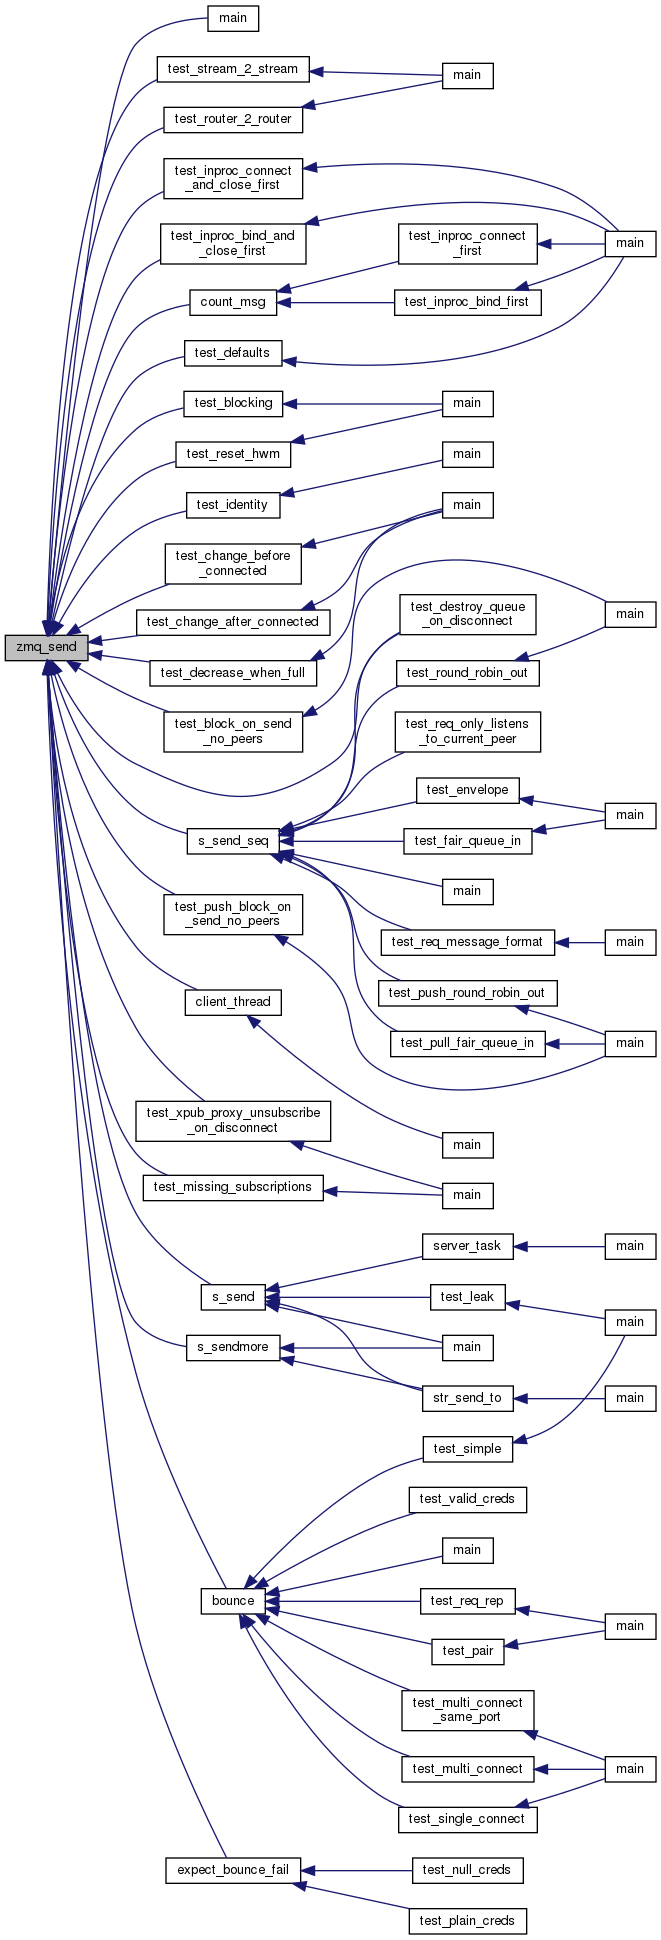 main
test_stream_2_stream
main
test_router_2_router
test_inproc_connect
_and_close_first
test_inproc_bind_and
_close_first
test_inproc_connect
_first
main
count_msg
test_inproc_bind_first
test_defaults
test_blocking
main
test_reset_hwm
main
test_identity
main
test_change_before
_connected
test_destroy_queue
_on_disconnect
main
test_change_after_connected
zmq_send
test_decrease_when_full
test_round_robin_out
test_block_on_send
_no_peers
test_req_only_listens
_to_current_peer
test_envelope
main
s_send_seq
test_fair_queue_in
main
test_push_block_on
_send_no_peers
test_req_message_format
main
client_thread
test_push_round_robin_out
test_pull_fair_queue_in
main
test_xpub_proxy_unsubscribe
_on_disconnect
main
test_missing_subscriptions
main
server_task
main
s_send
test_leak
main
s_sendmore
main
str_send_to
main
test_simple
test_valid_creds
main
bounce
test_req_rep
main
test_pair
test_multi_connect
_same_port
test_multi_connect
main
test_single_connect
expect_bounce_fail
test_null_creds
test_plain_creds